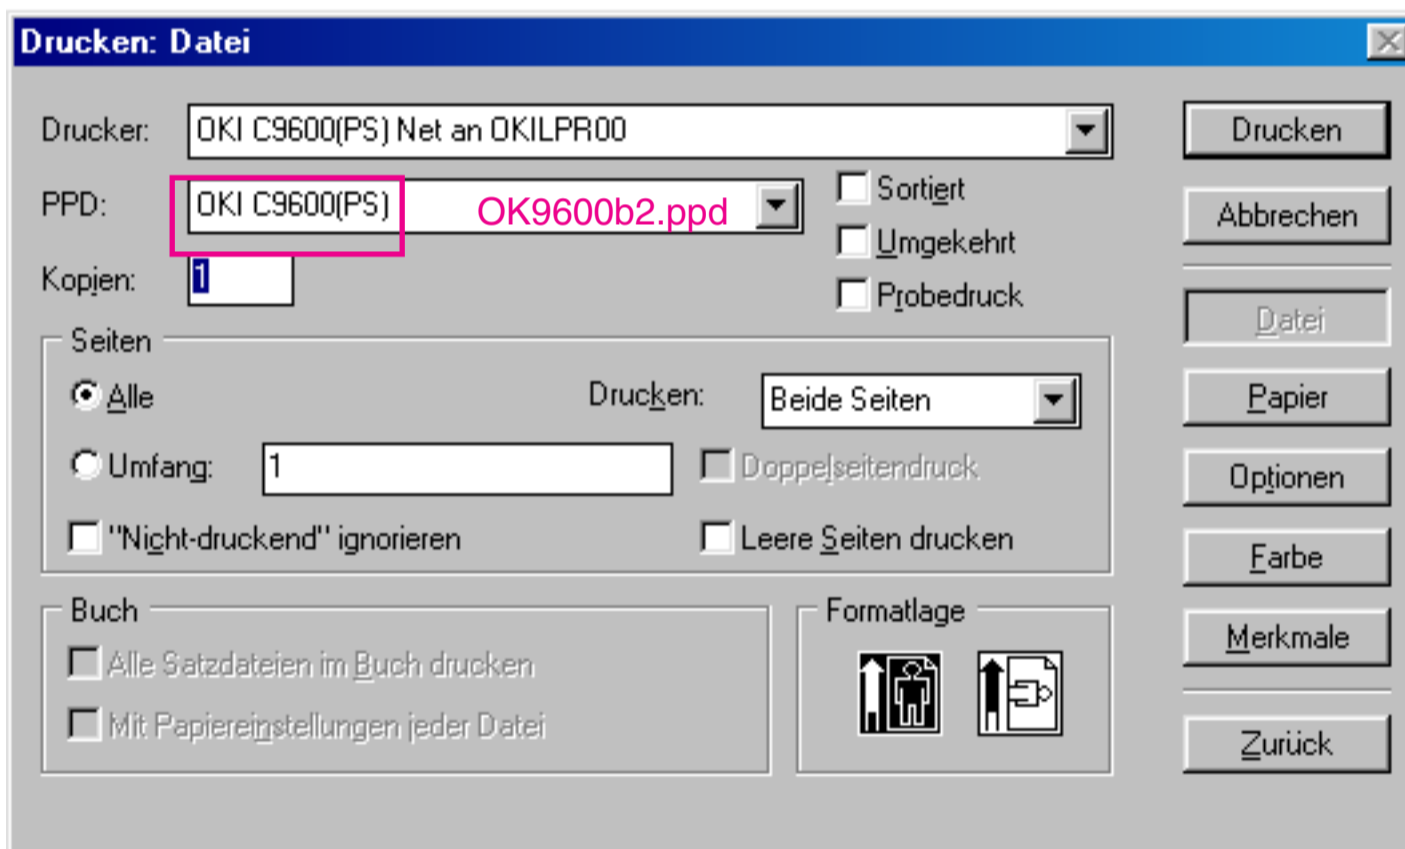 Drucken: Datei
Drucker: OKI C9600(PS) Net an OKILPR00
Drucken
PPD: OKI C9600(PS) OK9600b2.ppd
Sortiert
Abbrechen
Umgekehrt
Kopien: 1
Probedruck
Datei
Seiten
Alle
Drucken: Beide Seiten
Papier
Umfang: 1
Doppelseitendruck
Optionen
"Nicht-druckend" ignorieren
Leere Seiten drucken
Farbe
Buch
Formatlage
Merkmale
Alle Satzdateien im Buch drucken
Mit Papiereinstellungen jeder Datei
Zurück